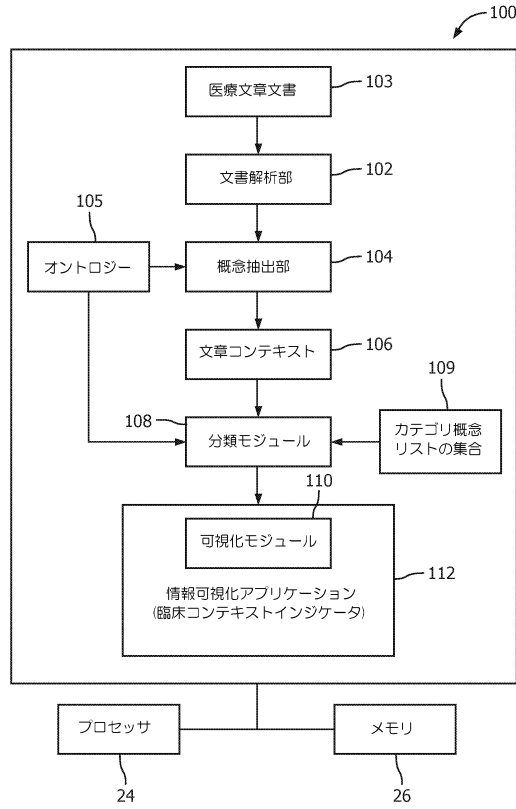 100
医療文章文書
103
文書解析部
102
105
オントロジー
概念抽出部
104
文章コンテキスト
106
109
108
分類モジュール
カテゴリ概念
リストの集合
110
可視化モジュール
112
情報可視化アプリケーション
(臨床コンテキストインジケータ)
プロセッサ
メモリ
24
26